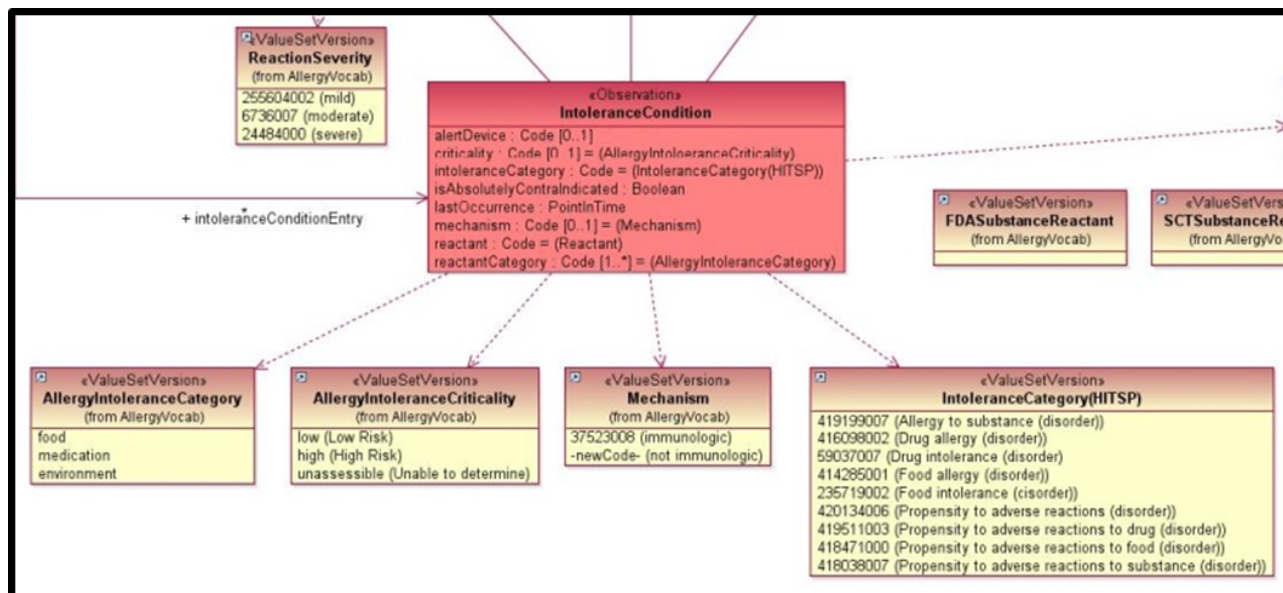 «ValueSetVersion»
ReactionSeverity
(from AllergyVocab)
255604002 (mild)
6736007 (moderate)
24484000 (severe)
«Observation»
IntoleranceCondition
alertDevice : Code [0..1]
criticality : Code [0..1] = (AllergyIntoloeranceCriticality)
intoleranceCategory : Code = (IntoleranceCategory(HITSP))
isAbsolutelyContraIndicated : Boolean
lastOccurrence : PointInTime
mechanism : Code [0..1] = (Mechanism)
reactant : Code = (Reactant)
reactantCategory : Code [1..*] = (AllergyIntoleranceCategory)
*
+ intoleranceConditionEntry
«ValueSetVersion»
FDASubstanceReactant
(from AllergyVocab)
«ValueSetVers
SCTSubstanceRe
(from AllergyVo
«ValueSetVersion»
AllergyIntoleranceCategory
(from AllergyVocab)
food
medication
environment
«ValueSetVersion»
AllergyIntoleranceCriticality
(from AllergyVocab)
low (Low Risk)
high (High Risk)
unassessible (Unable to determine)
«ValueSetVersion»
Mechanism
(from AllergyVocab)
37523008 (immunologic)
-newCode- (not immunologic)
«ValueSetVersion»
IntoleranceCategory(HITSP)
419199007 (Allergy to substance (disorder))
416098002 (Drug allergy (disorder))
59037007 (Drug intolerance (disorder)
414285001 (Food allergy (disorder))
235719002 (Food intolerance (cisorder))
420134006 (Propensity to adverse reactions (disorder))
419511003 (Propensity to adverse reactions to drug (disorder))
418471000 (Propensity to adverse reactions to food (disorder))
418038007 (Propensity to adverse reactions to substance (disorder))